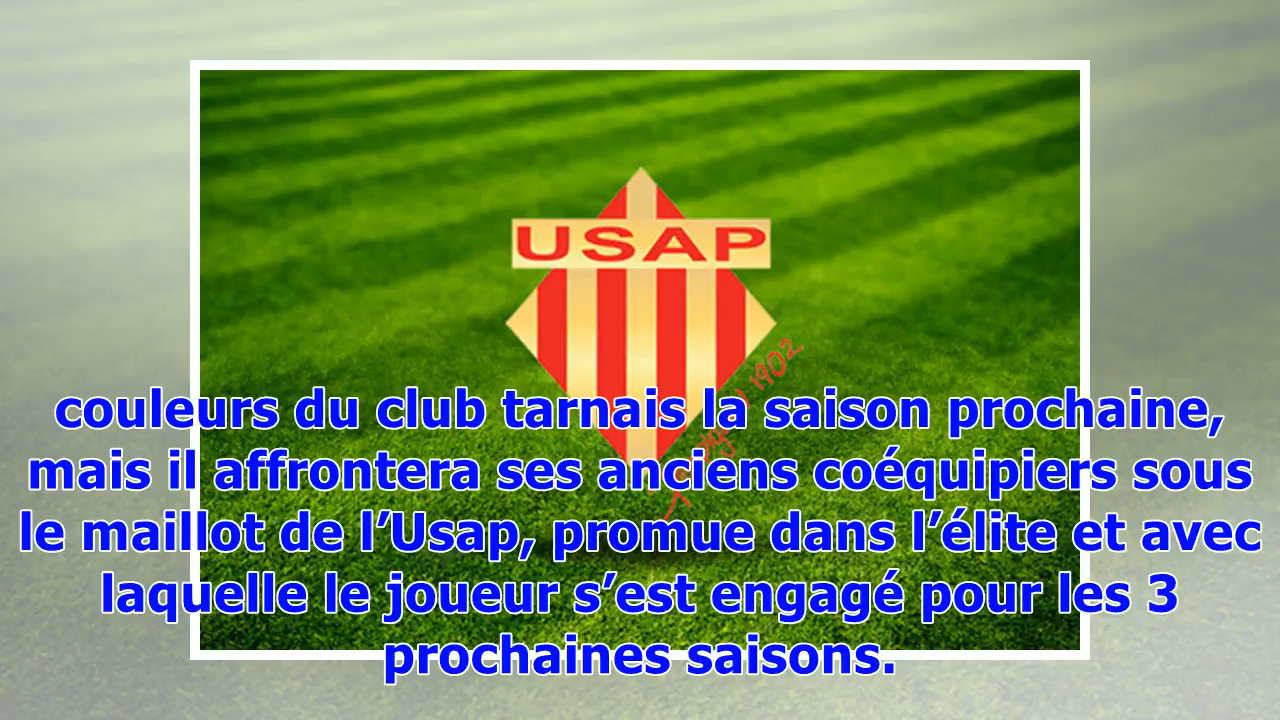 USAP
1902
couleurs du club tarnais la saison prochaine,
mais il affrontera ses anciens coéquipiers sous
le maillot de l’Usap, promue dans l’élite et avec
laquelle le joueur s’est engagé pour les 3
prochaines saisons.